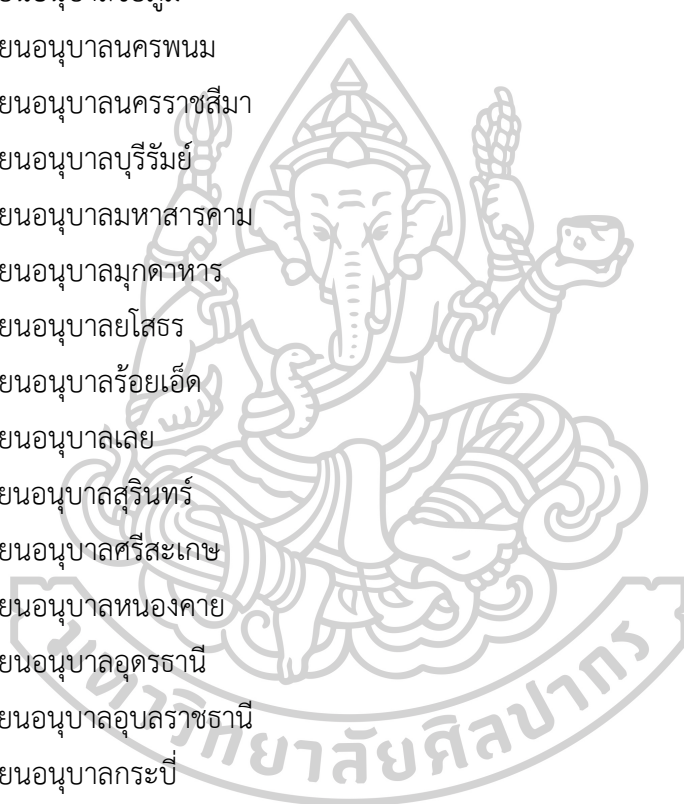 ยนอนุบาลนครพนม
ยนอนุบาลนครราชสีมา
ยนอนุบาลบุรีรัมย์
ยนอนุบาลมหาสารคาม
ยนอนุบาลมุกดาหาร
ยนอนุบาลยโสธร
ยนอนุบาลร้อยเอ็ด
ยนอนุบาลเลย
ยนอนุบาลสุรินทร์
ยนอนุบาลศรีสะเกษ
ยนอนุบาลหนองคาย
ยนอนุบาลอุดรธานี
ยนอนุบาลอุบลราชธานี
ยนอนุบาลกระบี่
มหาวิทยาลัยศิลปากร